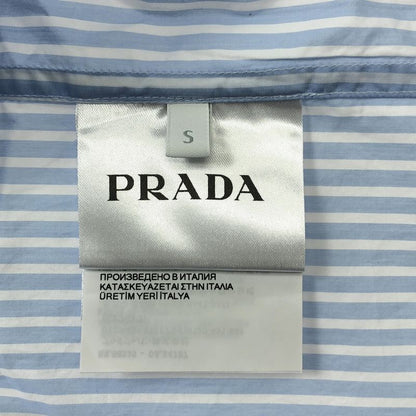 S
PRADA
ПРОИЗВЕДЕНО В ИТАЛИЯ
ΚΑΤΑΣΚΕΥΑΖΕΤΑΙ ΣΤΗΝ ΙΤΑΛΙΑ
ÜRETİM YERİ İTALYA